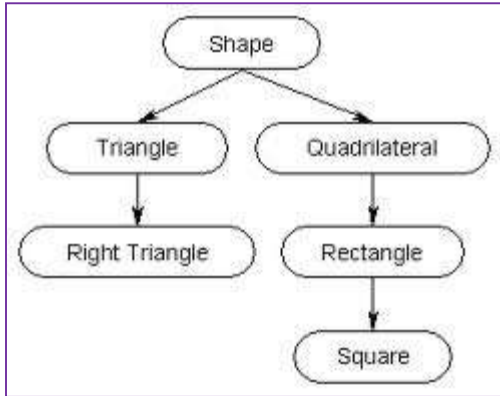 Shape
Triangle
Quadrilateral
Right Triangle
Rectangle
Square